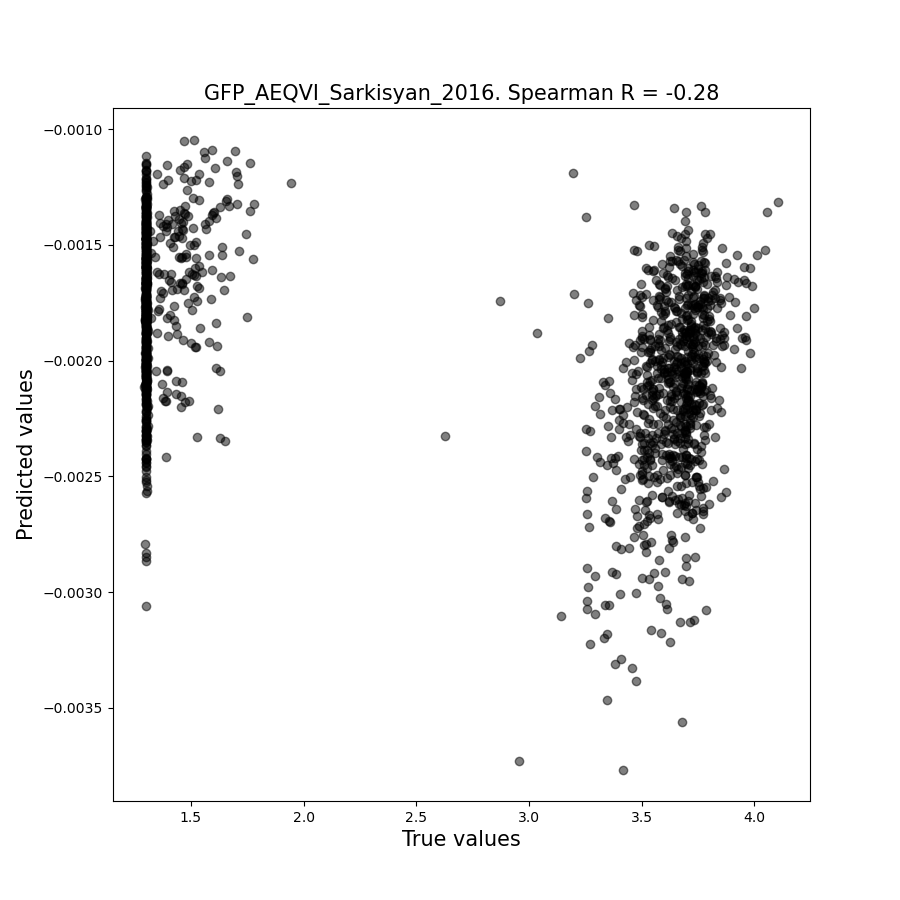 GFP_AEQVI_Sarkisyan_2016. Spearman R = -0.28
−0.0010
−0.0015
−0.0020
−0.0025
−0.0030
−0.0035
Predicted values
1.5 2.0 2.5 3.0 3.5 4.0
True values